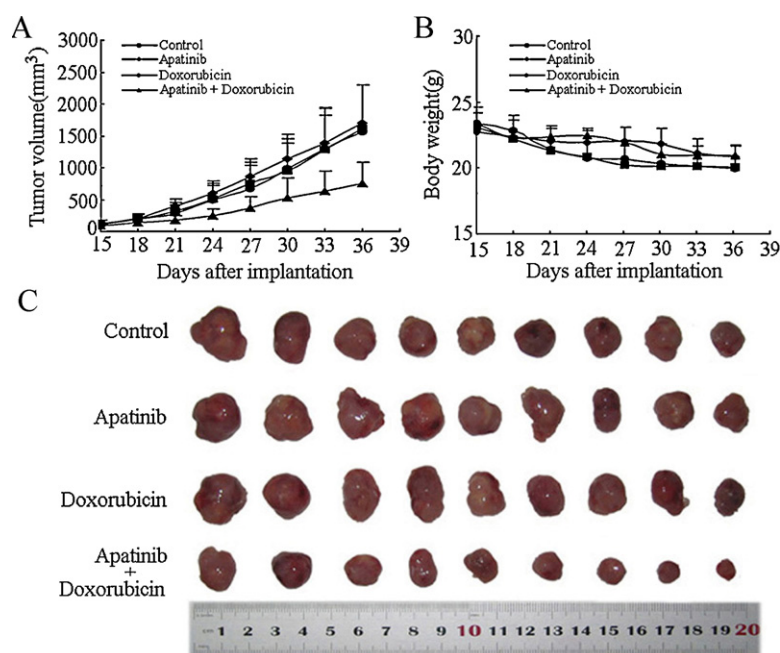 A
Tumor volume(mm³)
3000
2500
2000
1500
1000
500
0
Control
Apatinib
Doxorubicin
Apatinib + Doxorubicin
15 18 21 24 27 30 33 36 39
Days after implantation
B
Body weight(g)
30
25
20
15
Control
Apatinib
Doxorubicin
Apatinib + Doxorubicin
15 18 21 24 27 30 33 36 39
Days after implantation
C
Control
Apatinib
Doxorubicin
Apatinib
+
Doxorubicin
1 2 3 4 5 6 7 8 9 10 11 12 13 14 15 16 17 18 19 20